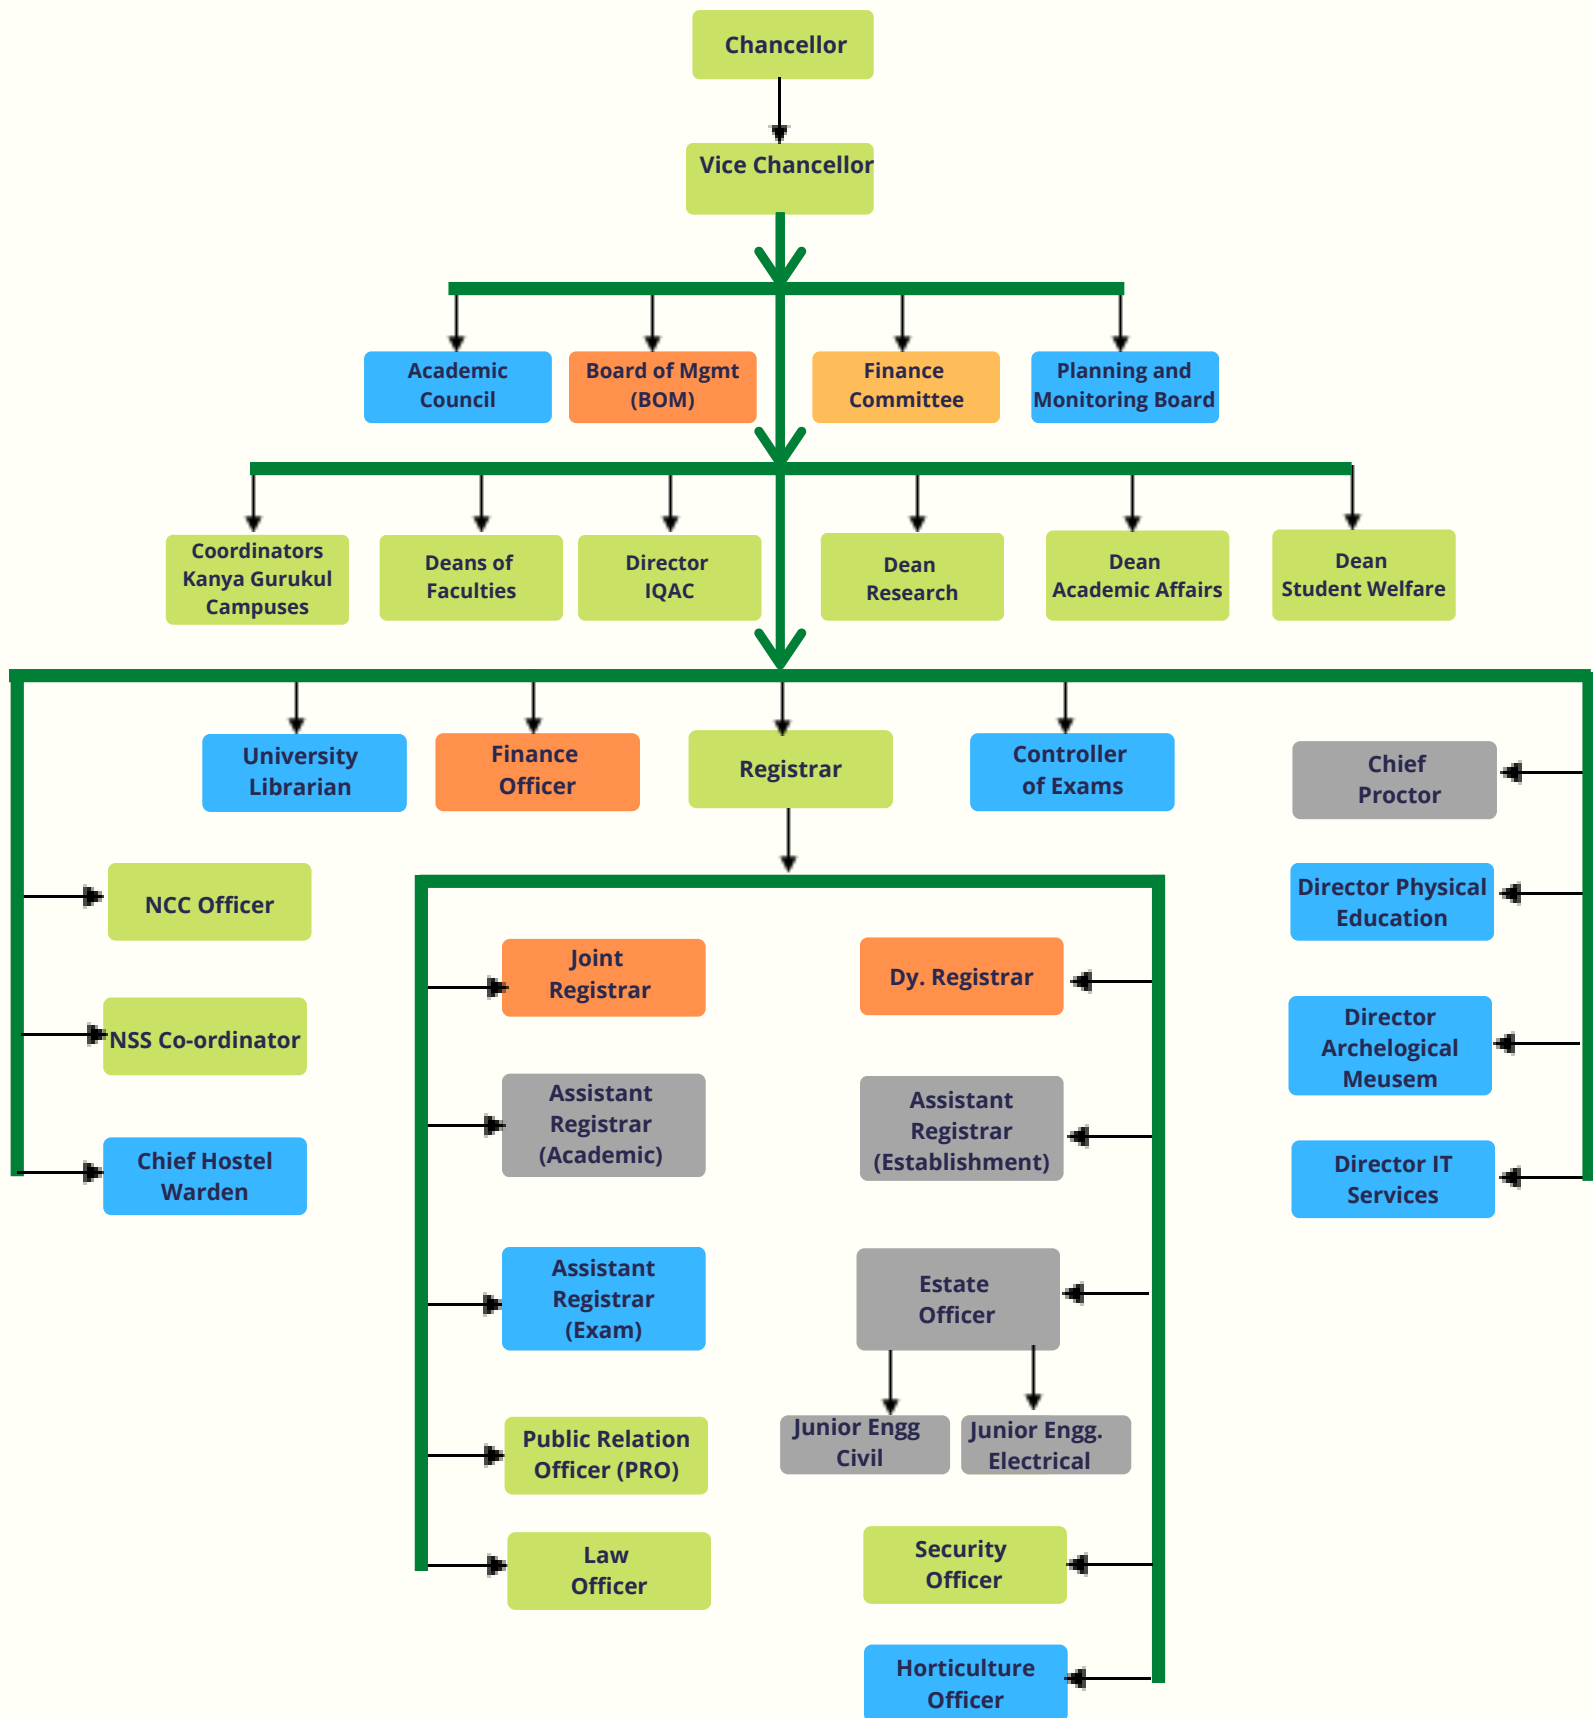 Chancellor
Vice Chancellor
Academic
Council
Board of Mgmt
(BOM)
Finance
Committee
Planning and
Monitoring Board
Coordinators
Kanya Gurukul
Campuses
Deans of
Faculties
Director
IQAC
Dean
Research
Dean
Academic Affairs
Dean
Student Welfare
University
Librarian
Finance
Officer
Registrar
Controller
of Exams
Chief
Proctor
NCC Officer
NSS Co-ordinator
Chief Hostel
Warden
Joint
Registrar
Assistant
Registrar
(Academic)
Assistant
Registrar
(Exam)
Public Relation
Officer (PRO)
Law
Officer
Dy. Registrar
Assistant
Registrar
(Establishment)
Estate
Officer
Junior Engg
Civil
Junior Engg.
Electrical
Security
Officer
Horticulture
Officer
Director Physical
Education
Director
Archelogical
Meusem
Director IT
Services